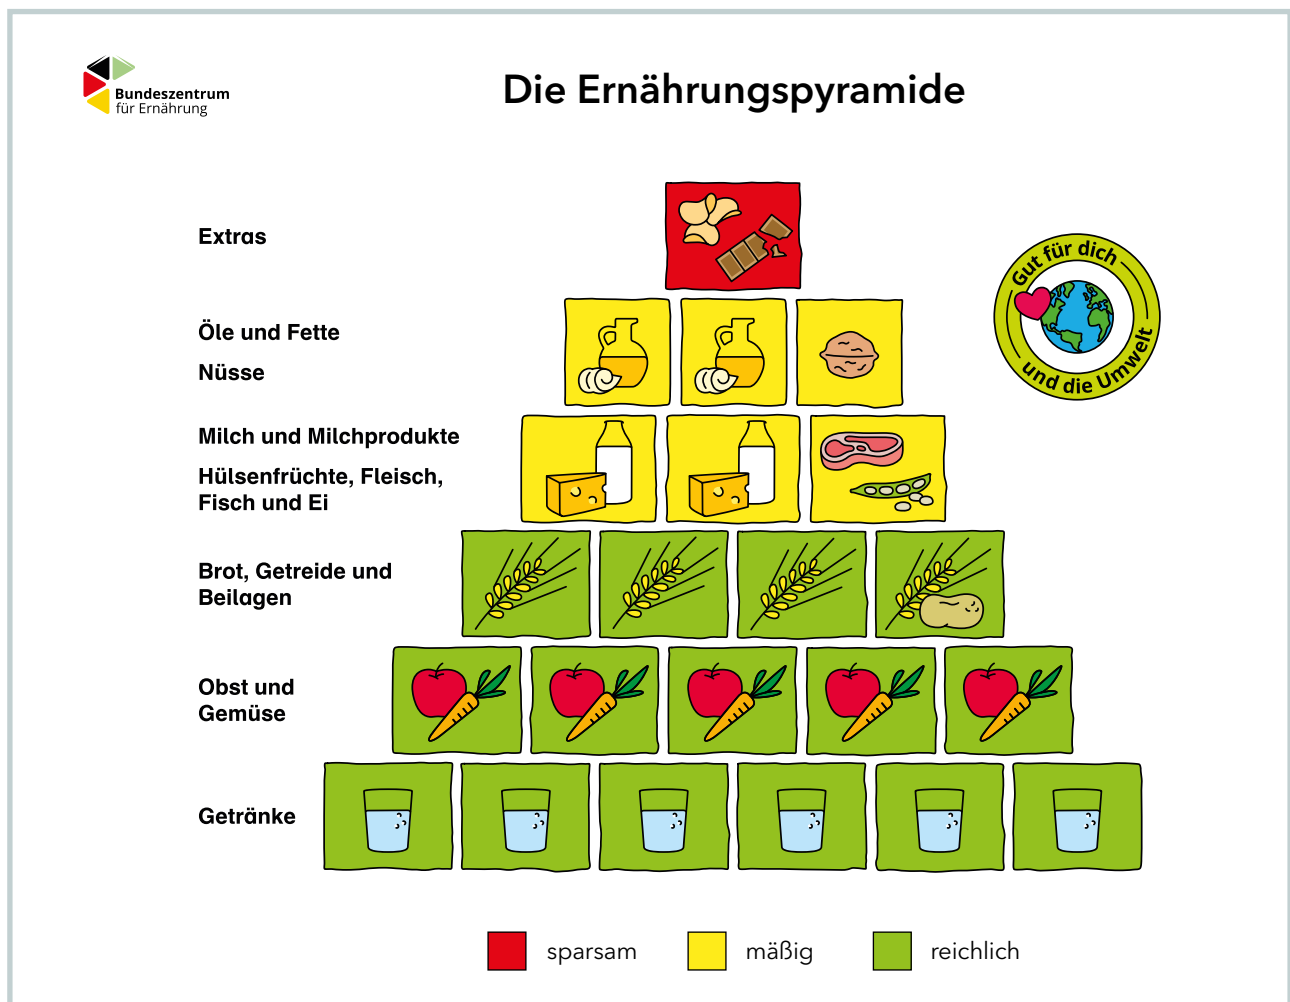 Bundeszentrum
für Ernährung
Die Ernährungspyramide
Extras
Öle und Fette
Nüsse
Milch und Milchprodukte
Hülsenfrüchte, Fleisch,
Fisch und Ei
Brot, Getreide und
Beilagen
Obst und
Gemüse
Getränke
Gut für dich
und die Umwelt
sparsam
mäßig
reichlich